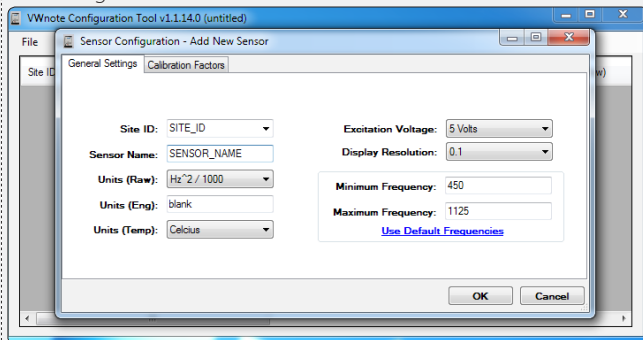 VWnote Configuration Tool v1.1.14.0 (untitled)
File
Sensor Configuration - Add New Sensor
General Settings Calibration Factors
Site ID
w)
Site ID: SITE_ID Excitation Voltage: 5 Volts
Sensor Name: SENSOR_NAME Display Resolution: 0.1
Units (Raw): Hz^2 / 1000 Minimum Frequency: 450
Units (Eng): blank Maximum Frequency: 1125
Units (Temp): Celcius Use Default Frequencies
OK Cancel